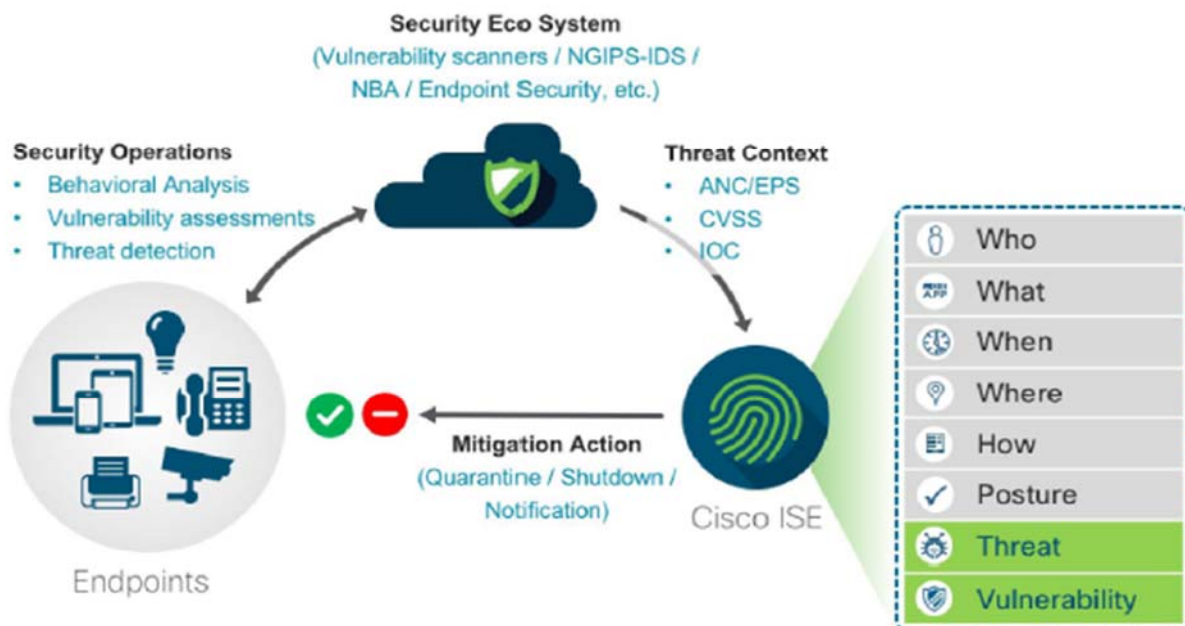 Security Eco System
(Vulnerability scanners / NGIPS-IDS /
NBA / Endpoint Security, etc.)
Security Operations
• Behavioral Analysis
• Vulnerability assessments
• Threat detection
Threat Context
• ANC/EPS
• CVSS
• IOC
Mitigation Action
(Quarantine / Shutdown /
Notification)
Endpoints
Cisco ISE
Who
APP
What
When
Where
How
Posture
Threat
Vulnerability